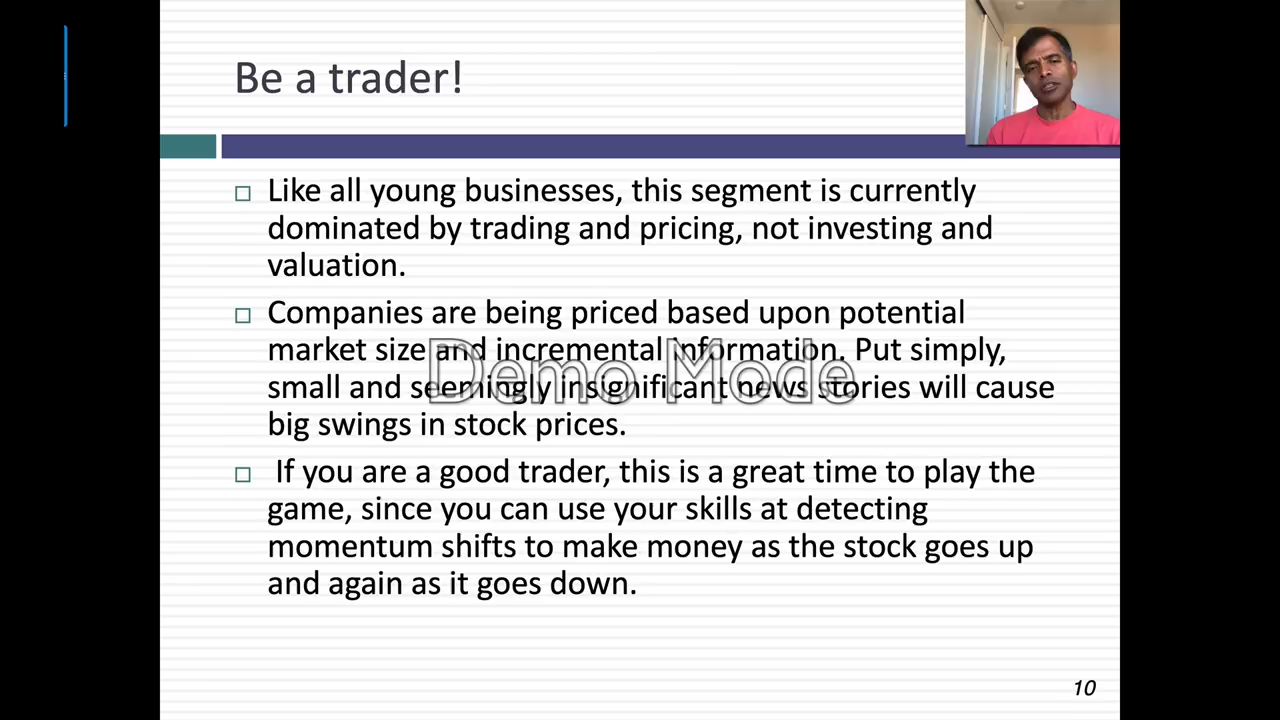 Be a trader!
Like all young businesses, this segment is currently
dominated by trading and pricing, not investing and
valuation.
Companies are being priced based upon potential
market size and incremental information. Put simply,
small and seemingly insignificant news stories will cause
big swings in stock prices.
Demo Mode
If you are a good trader, this is a great time to play the
game, since you can use your skills at detecting
momentum shifts to make money as the stock goes up
and again as it goes down.
10